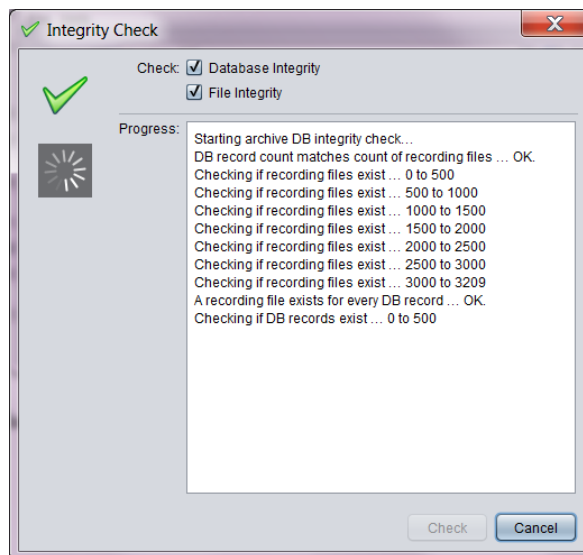 Integrity Check
Check: Database Integrity
File Integrity
Progress:
Starting archive DB integrity check…
DB record count matches count of recording files … OK.
Checking if recording files exist … 0 to 500
Checking if recording files exist … 500 to 1000
Checking if recording files exist … 1000 to 1500
Checking if recording files exist … 1500 to 2000
Checking if recording files exist … 2000 to 2500
Checking if recording files exist … 2500 to 3000
Checking if recording files exist … 3000 to 3209
A recording file exists for every DB record … OK.
Checking if DB records exist … 0 to 500
Check Cancel